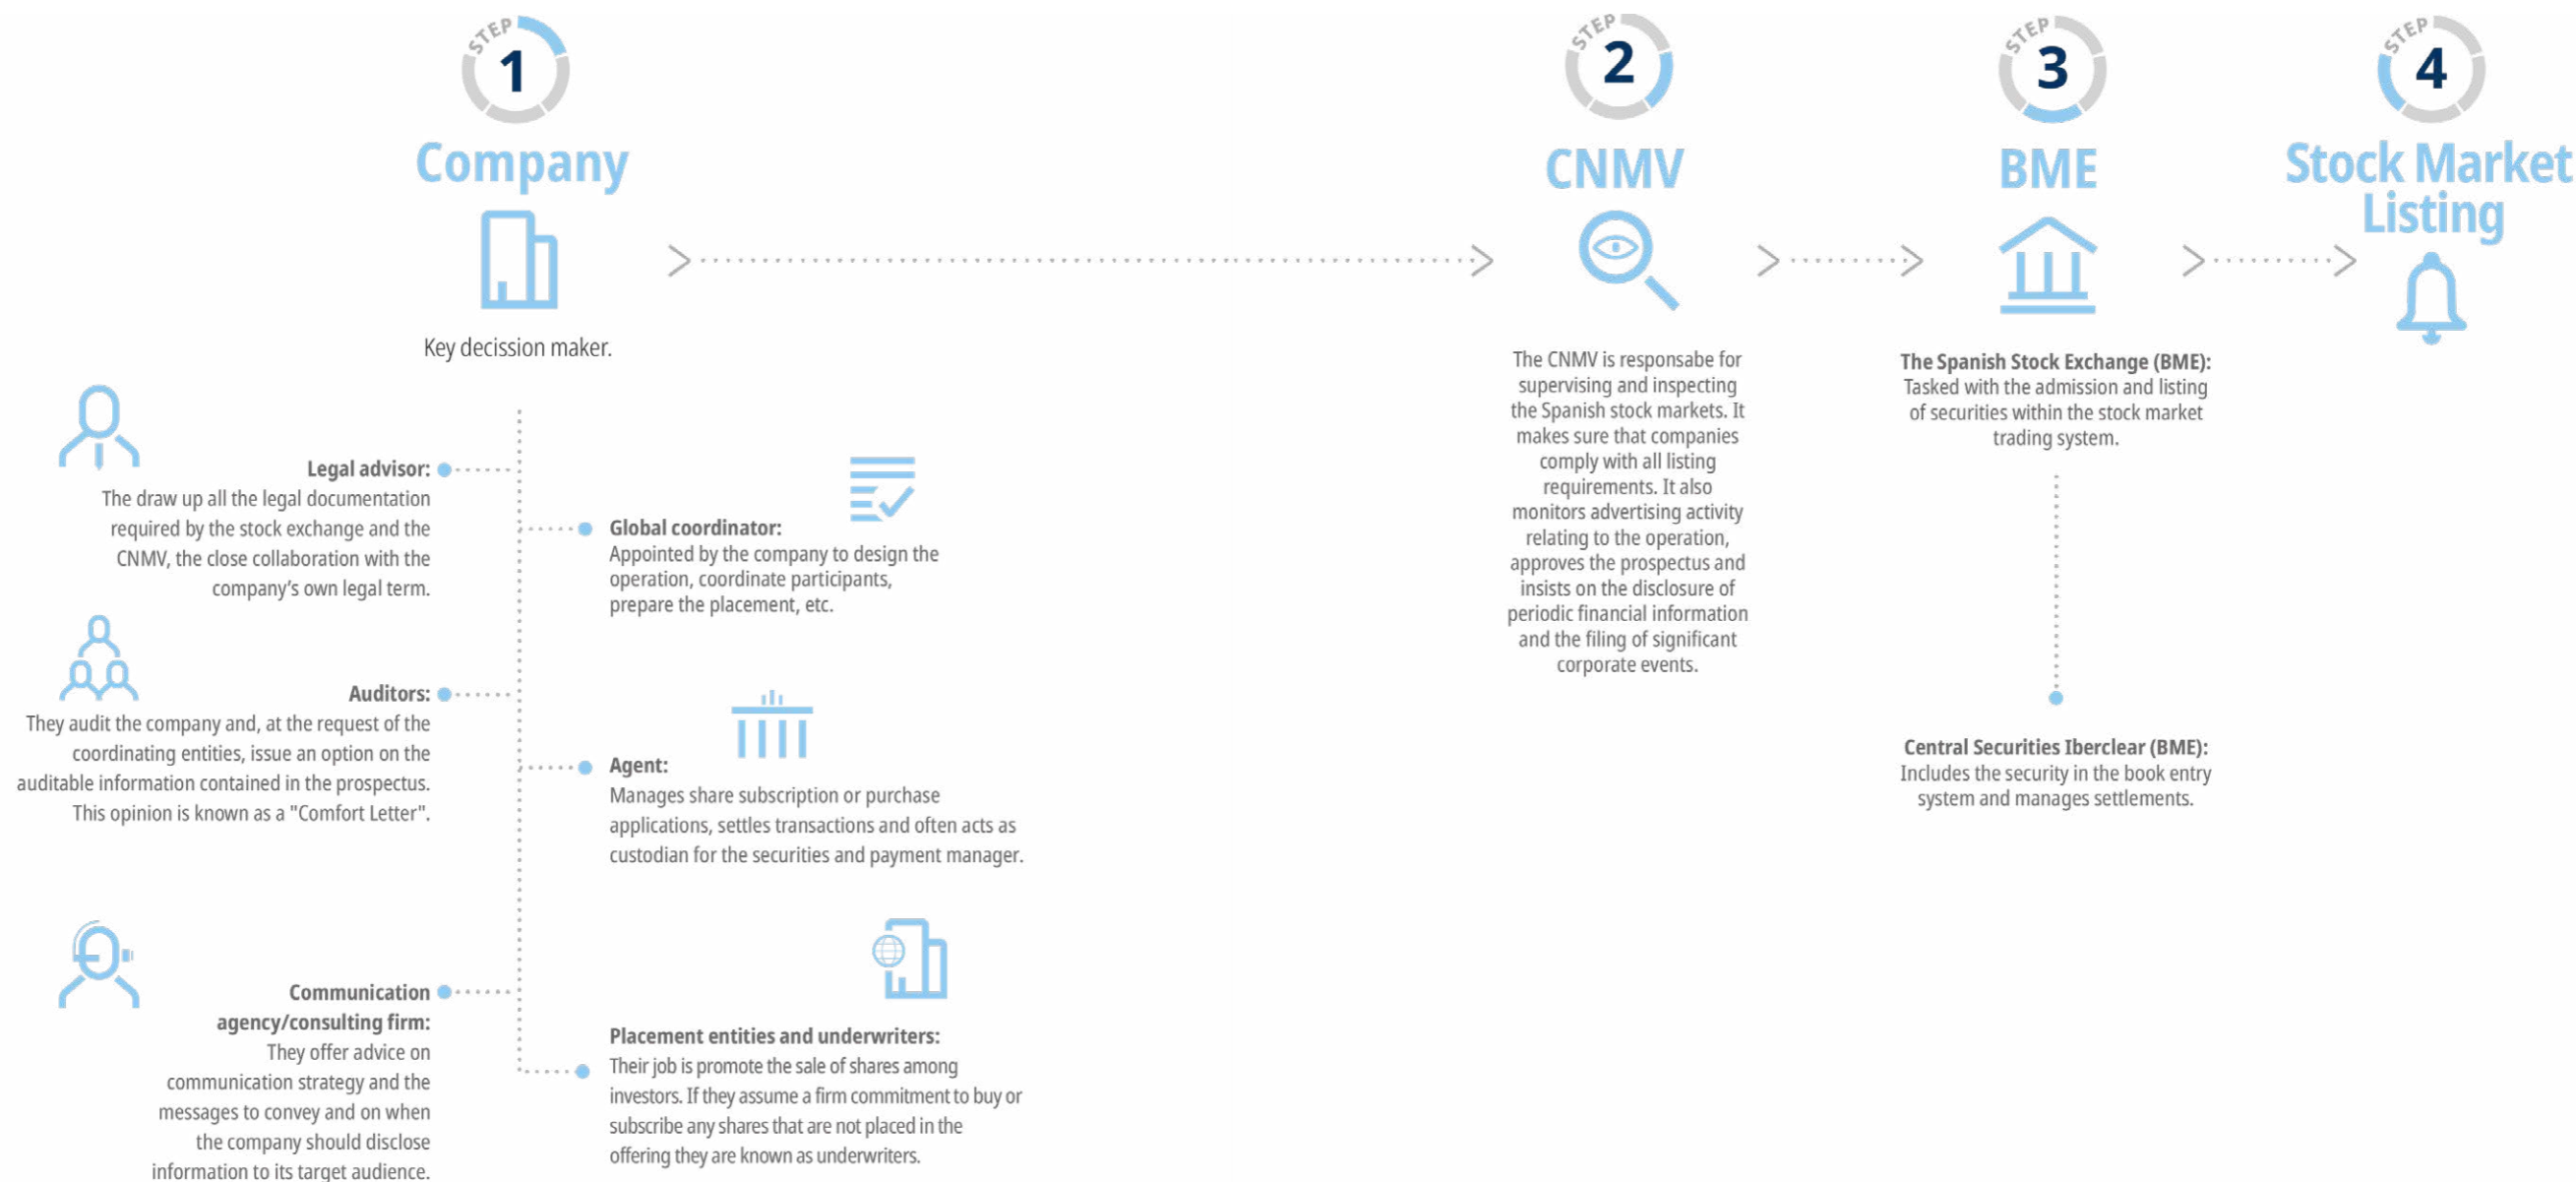 STEP
1
Company
Key decission maker.
Legal advisor:
The draw up all the legal documentation
required by the stock exchange and the
CNMV, the close collaboration with the
company's own legal term.
Auditors:
They audit the company and, at the request of the
coordinating entities, issue an option on the
auditable information contained in the prospectus.
This opinion is known as a "Comfort Letter".
Communication
agency/consulting firm:
They offer advice on
communication strategy and the
messages to convey and on when
the company should disclose
information to its target audience.
Global coordinator:
Appointed by the company to design the
operation, coordinate participants,
prepare the placement, etc.
Agent:
Manages share subscription or purchase
applications, settles transactions and often acts as
custodian for the securities and payment manager.
Placement entities and underwriters:
Their job is promote the sale of shares among
investors. If they assume a firm commitment to buy or
subscribe any shares that are not placed in the
offering they are known as underwriters.
STEP
2
CNMV
The CNMV is responsabe for
supervising and inspecting
the Spanish stock markets. It
makes sure that companies
comply with all listing
requirements. It also
monitors advertising activity
relating to the operation,
approves the prospectus and
insists on the disclosure of
periodic financial information
and the filing of significant
corporate events.
STEP
3
BME
The Spanish Stock Exchange (BME):
Tasked with the admission and listing
of securities within the stock market
trading system.
Central Securities Iberclear (BME):
Includes the security in the book entry
system and manages settlements.
STEP
4
Stock Market
Listing